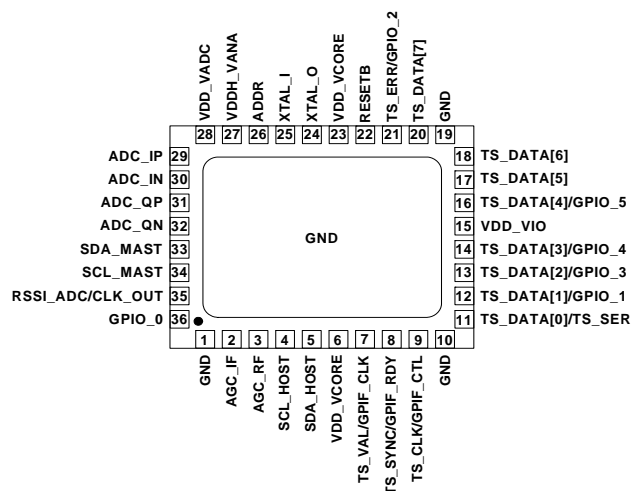 VDD_VADC
VDDH_VANA
ADDR
XTAL_I
XTAL_O
VDD_VCORE
RESETB
TS_ERR/GPIO_2
TS_DATA[7]
GND
28 27 26 25 24 23 22 21 20 19
ADC_IP 29
ADC_IN 30
ADC_QP 31
ADC_QN 32
SDA_MAST 33
SCL_MAST 34
RSSI_ADC/CLK_OUT 35
GPIO_0 36
GND
18 TS_DATA[6]
17 TS_DATA[5]
16 TS_DATA[4]/GPIO_5
15 VDD_VIO
14 TS_DATA[3]/GPIO_4
13 TS_DATA[2]/GPIO_3
12 TS_DATA[1]/GPIO_1
11 TS_DATA[0]/TS_SER
1 2 3 4 5 6 7 8 9 10
GND
AGC_IF
AGC_RF
SCL_HOST
SDA_HOST
VDD_VCORE
TS_VAL/GPIF_CLK
TS_SYNC/GPIF_RDY
TS_CLK/GPIF_CTL
GND